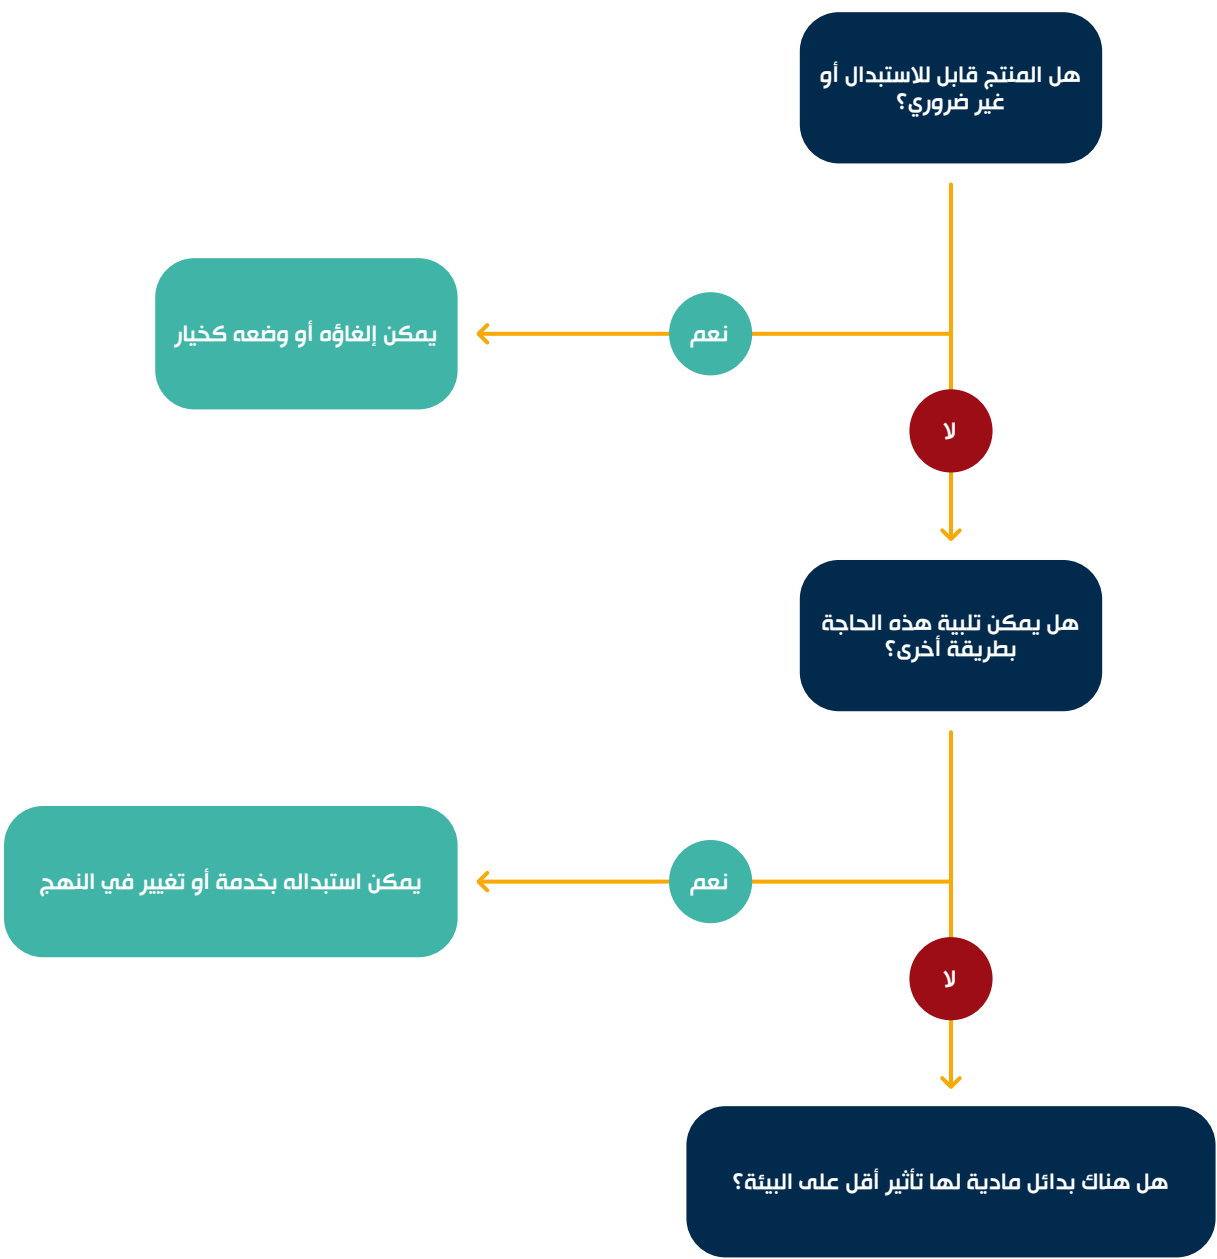 هل المنتج قابل للاستبدال أو
غير ضروري؟
نعم
يمكن إلغاؤه أو وضعه كخيار
لا
هل يمكن تلبية هذه الحاجة
بطريقة أخرى؟
نعم
يمكن استبداله بخدمة أو تغيير في النهج
لا
هل هناك بدائل مادية لها تأثير أقل على البيئة؟